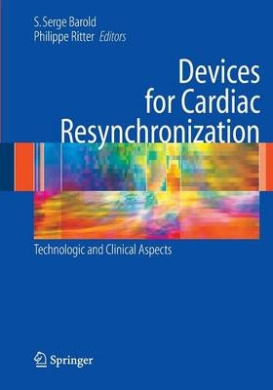 S. Serge Barold
Philippe Ritter Editors
Devices
for Cardiac
Resynchronization
Technologic and Clinical Aspects
Springer